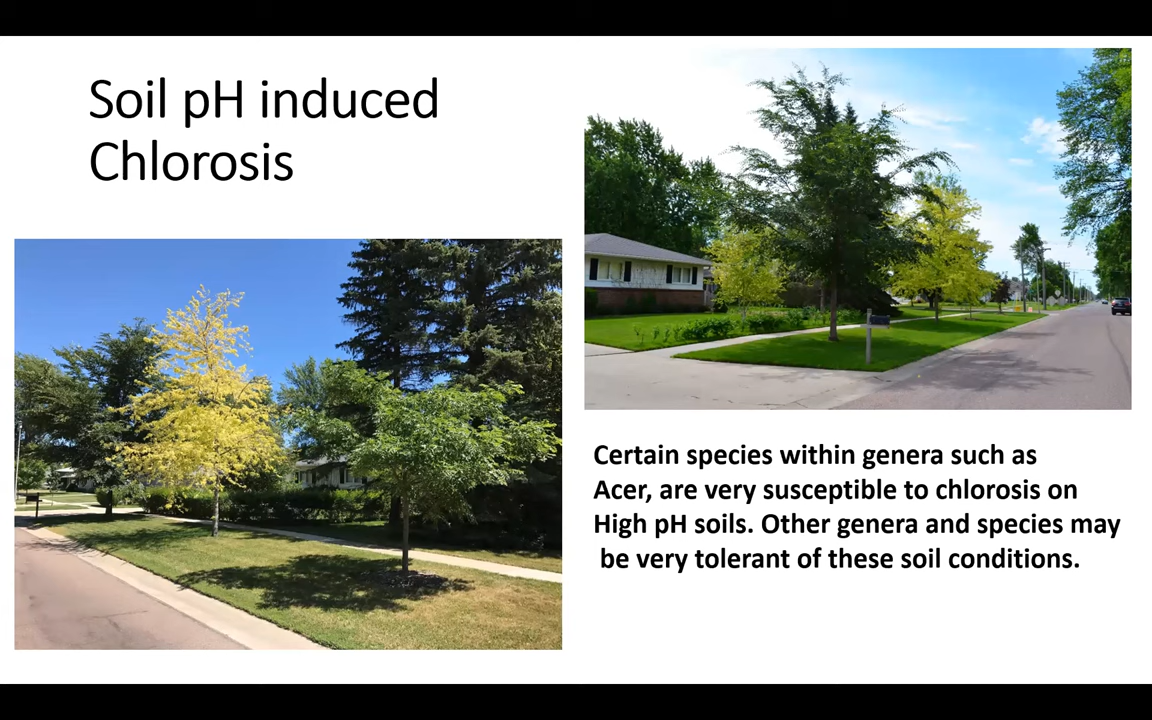 Soil pH induced
Chlorosis
Certain species within genera such as
Acer, are very susceptible to chlorosis on
High pH soils. Other genera and species may
be very tolerant of these soil conditions.